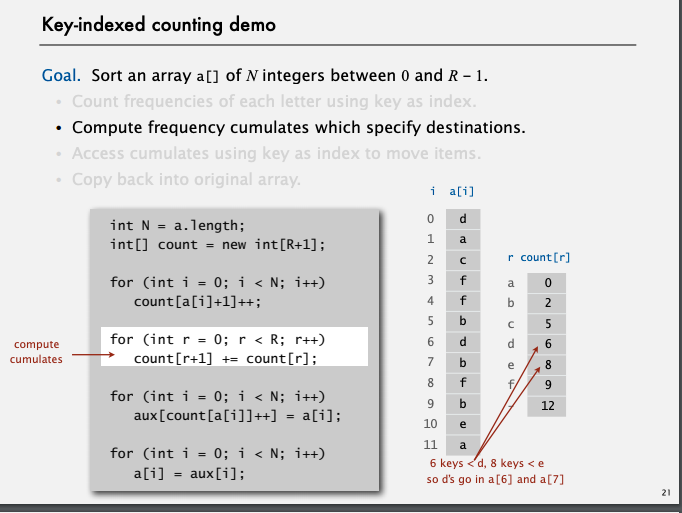 Key-indexed counting demo
Goal. Sort an array a[] of N integers between 0 and R − 1.
• Count frequencies of each letter using key as index.
• Compute frequency cumulates which specify destinations.
• Access cumulates using key as index to move items.
• Copy back into original array.
int N = a.length;
int[] count = new int[R+1];
for (int i = 0; i < N; i++)
count[a[i]+1]++;
for (int r = 0; r < R; r++)
count[r+1] += count[r];
for (int i = 0; i < N; i++)
aux[count[a[i]]++] = a[i];
for (int i = 0; i < N; i++)
a[i] = aux[i];
compute
cumulates
i a[i]
0 d
1 a
2 c
3 f
4 f
5 b
6 d
7 b
8 f
9 b
10 e
11 a
r count[r]
a 0
b 2
c 5
d 6
e 8
f 9
- 12
6 keys < d, 8 keys < e
so d's go in a[6] and a[7]
21